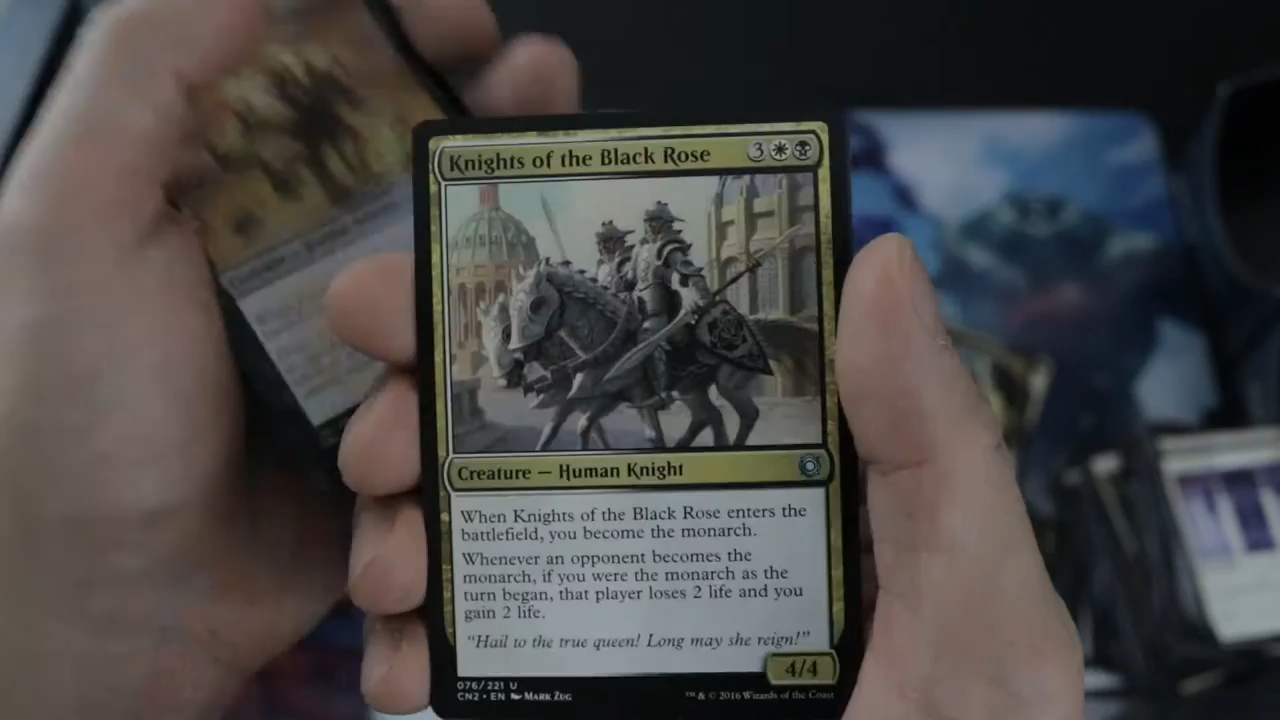 Knights of the Black Rose 3
Creature — Human Knight
When Knights of the Black Rose enters the
battlefield, you become the monarch.
Whenever an opponent becomes the
monarch, if you were the monarch as the
turn began, that player loses 2 life and you
gain 2 life.
“Hail to the true queen! Long may she reign!”
4/4
076/221 U
CN2 • EN Mark Zug
™ & © 2016 Wizards of the Coast